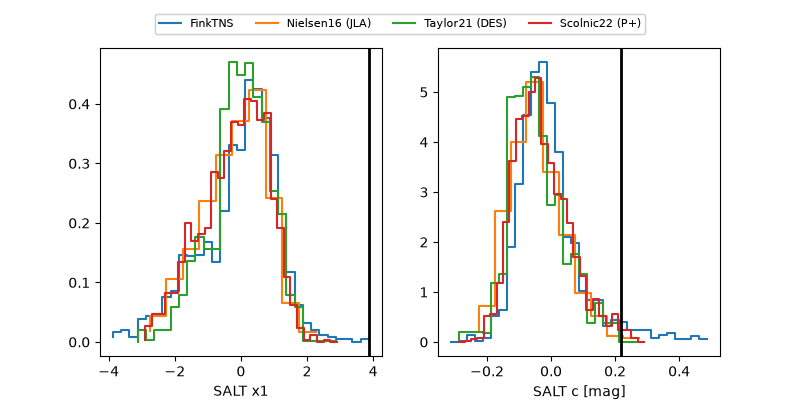 FinkTNS Nielsen16 (JLA) Taylor21 (DES) Scolnic22 (P+)
0.4
0.3
0.2
0.1
0.0
−4 −2 0 2 4
SALT x1
5
4
3
2
1
0
−0.2 0.0 0.2 0.4
SALT c [mag]